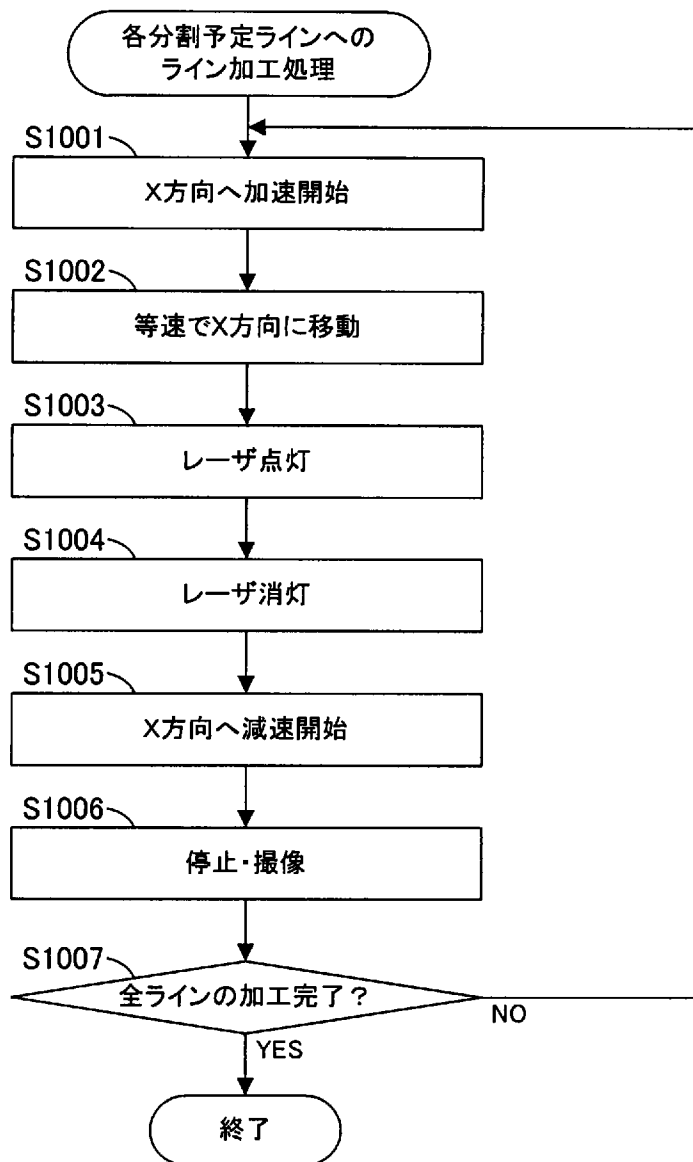 各分割予定ラインへの
ライン加工処理
S1001
X方向へ加速開始
S1002
等速でX方向に移動
S1003
レーザ点灯
S1004
レーザ消灯
S1005
X方向へ減速開始
S1006
停止・撮像
S1007
全ラインの加工完了？
NO
YES
終了